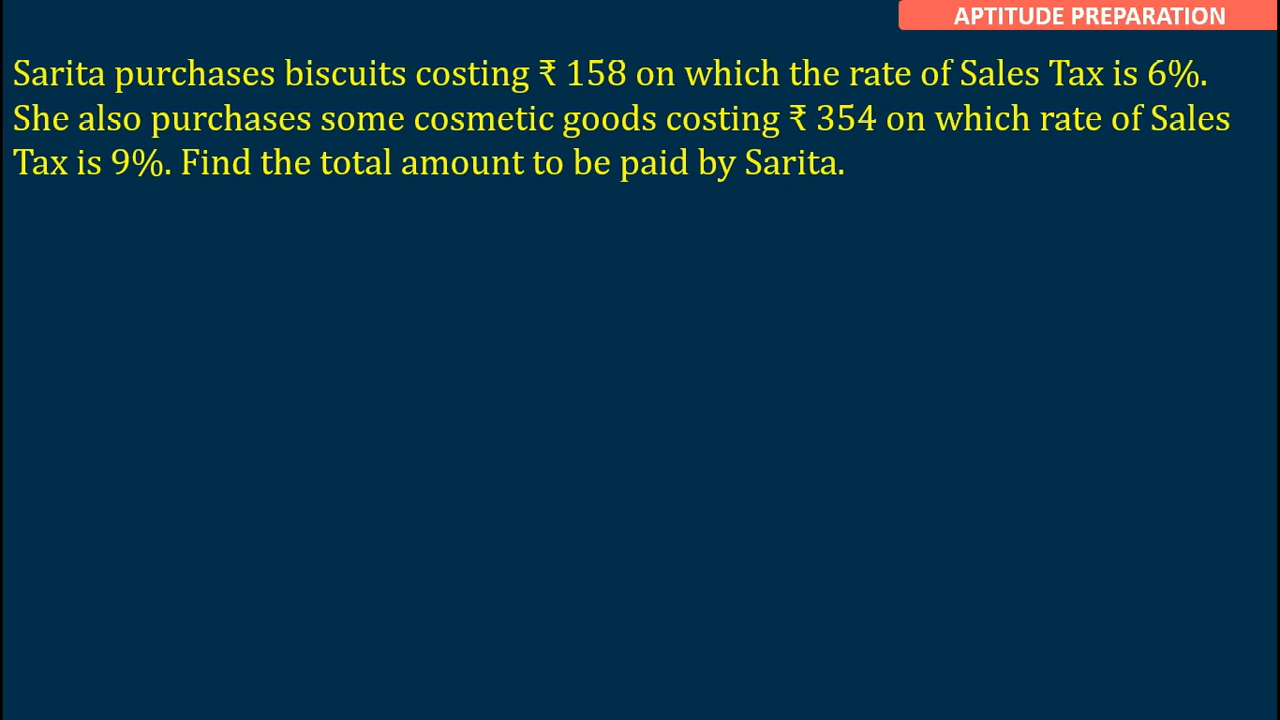 APTITUDE PREPARATION
Sarita purchases biscuits costing ₹ 158 on which the rate of Sales Tax is 6%.
She also purchases some cosmetic goods costing ₹ 354 on which rate of Sales
Tax is 9%. Find the total amount to be paid by Sarita.